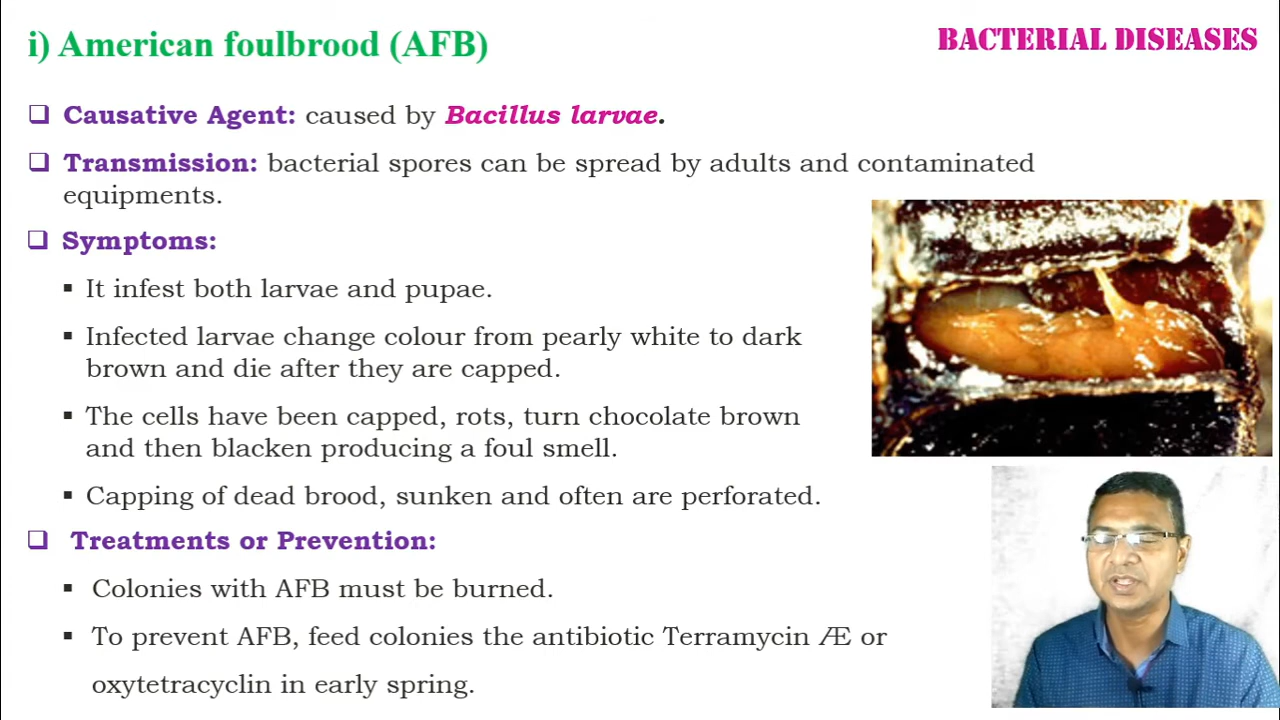 i) American foulbrood (AFB)
BACTERIAL DISEASES
❑ Causative Agent: caused by Bacillus larvae.
❑ Transmission: bacterial spores can be spread by adults and contaminated
equipments.
❑ Symptoms:
▪ It infest both larvae and pupae.
▪ Infected larvae change colour from pearly white to dark
brown and die after they are capped.
▪ The cells have been capped, rots, turn chocolate brown
and then blacken producing a foul smell.
▪ Capping of dead brood, sunken and often are perforated.
❑ Treatments or Prevention:
▪ Colonies with AFB must be burned.
▪ To prevent AFB, feed colonies the antibiotic Terramycin Æ or
oxytetracyclin in early spring.